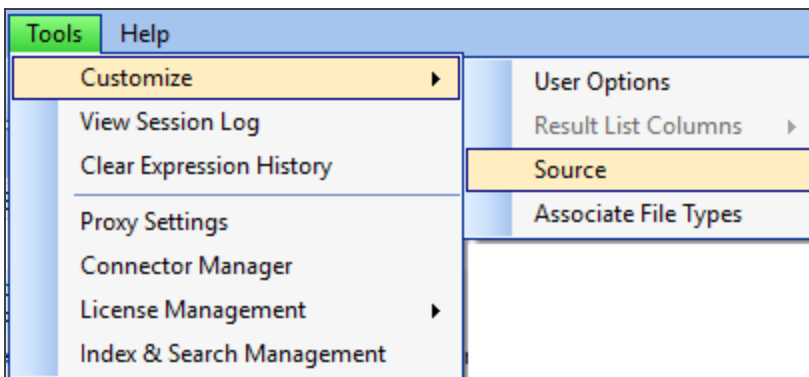 Tools Help
Customize
View Session Log
Clear Expression History
Proxy Settings
Connector Manager
License Management
Index & Search Management
User Options
Result List Columns
Source
Associate File Types